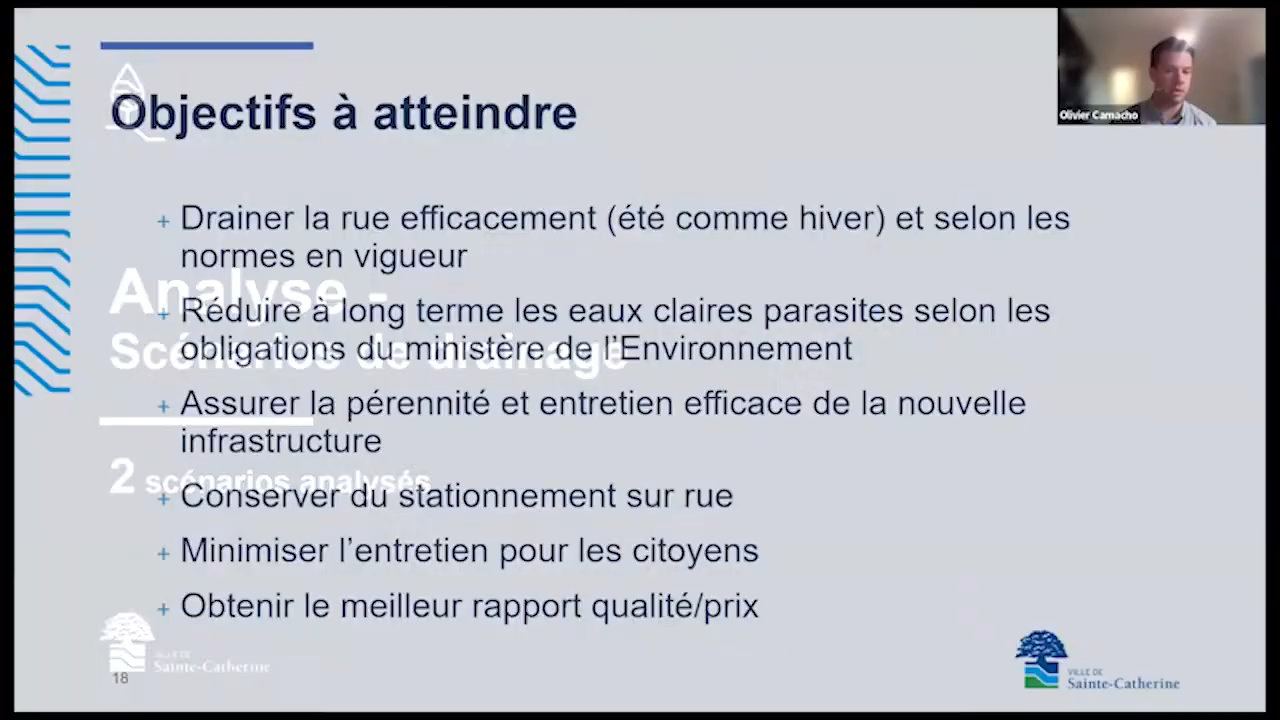 Olivier Camacho
Objectifs à atteindre
+ Drainer la rue efficacement (été comme hiver) et selon les
normes en vigueur
Analyse -
+ Réduire à long terme les eaux claires parasites selon les
obligations du ministère de l’Environnement
Scénarios de drainage
+ Assurer la pérennité et entretien efficace de la nouvelle
infrastructure
2 scénarios analysés
+ Conserver du stationnement sur rue
+ Minimiser l’entretien pour les citoyens
+ Obtenir le meilleur rapport qualité/prix
VILLE DE
Sainte-Catherine
18
VILLE DE
Sainte-Catherine